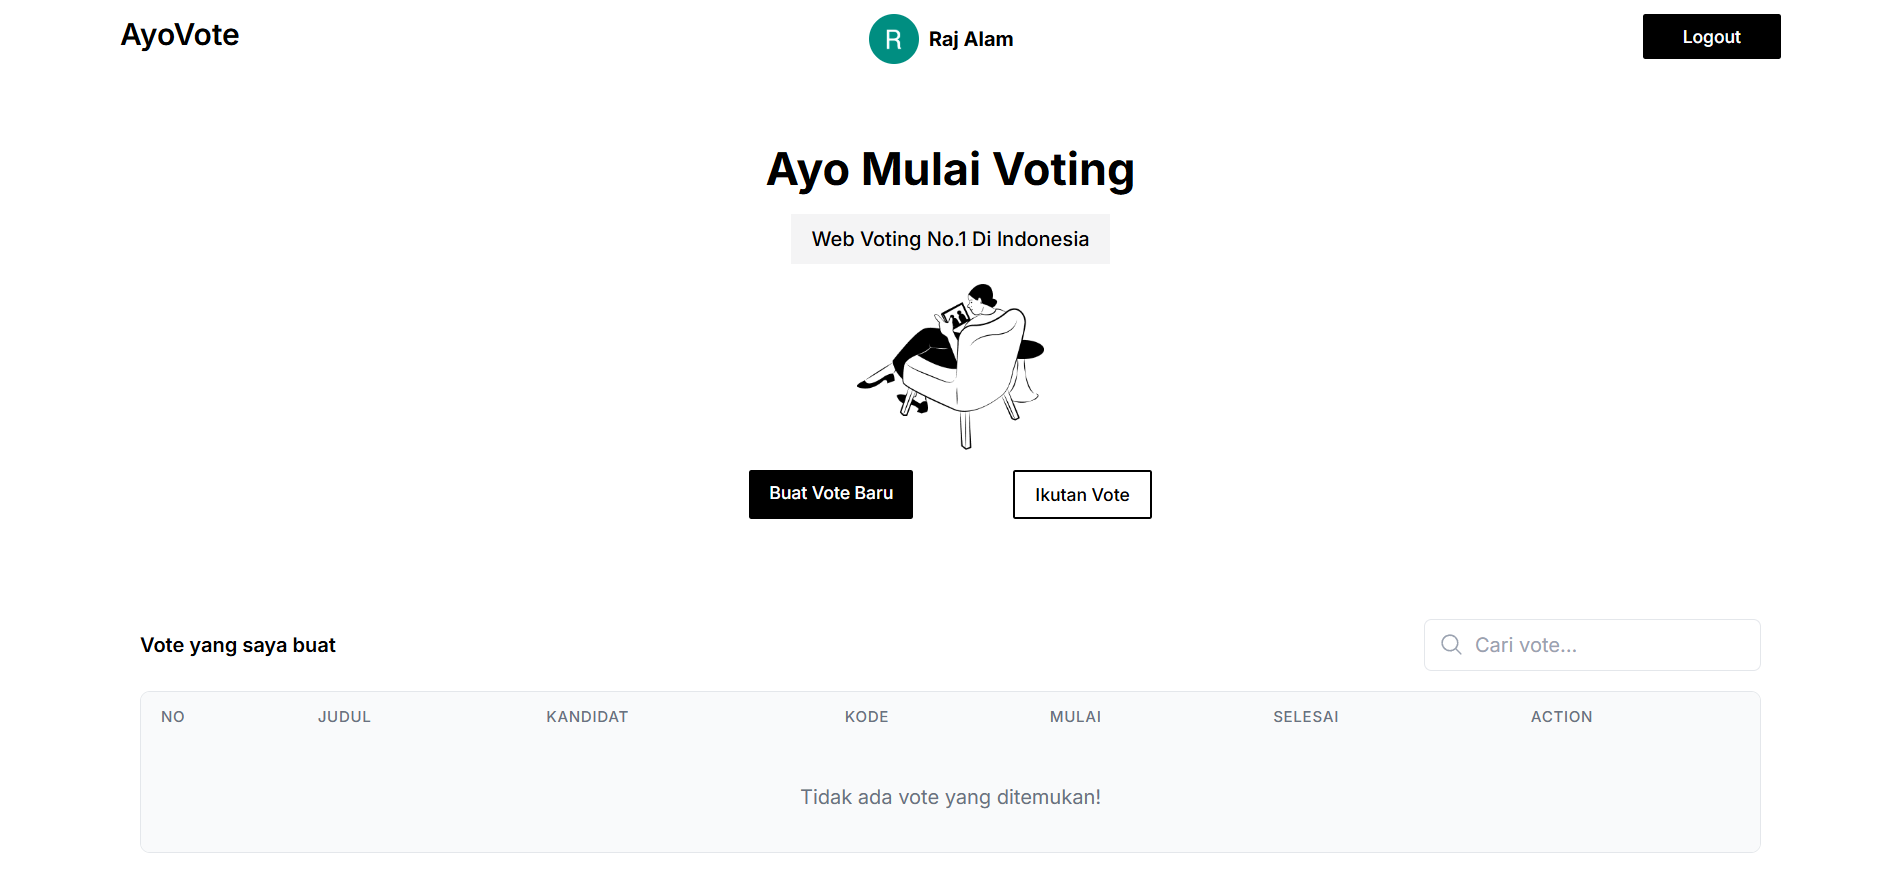 AyoVote
R
Raj Alam
Logout
Ayo Mulai Voting
Web Voting No.1 Di Indonesia
Buat Vote Baru
Ikutan Vote
Vote yang saya buat
Cari vote...
NO JUDUL KANDIDAT KODE MULAI SELESAI ACTION
Tidak ada vote yang ditemukan!